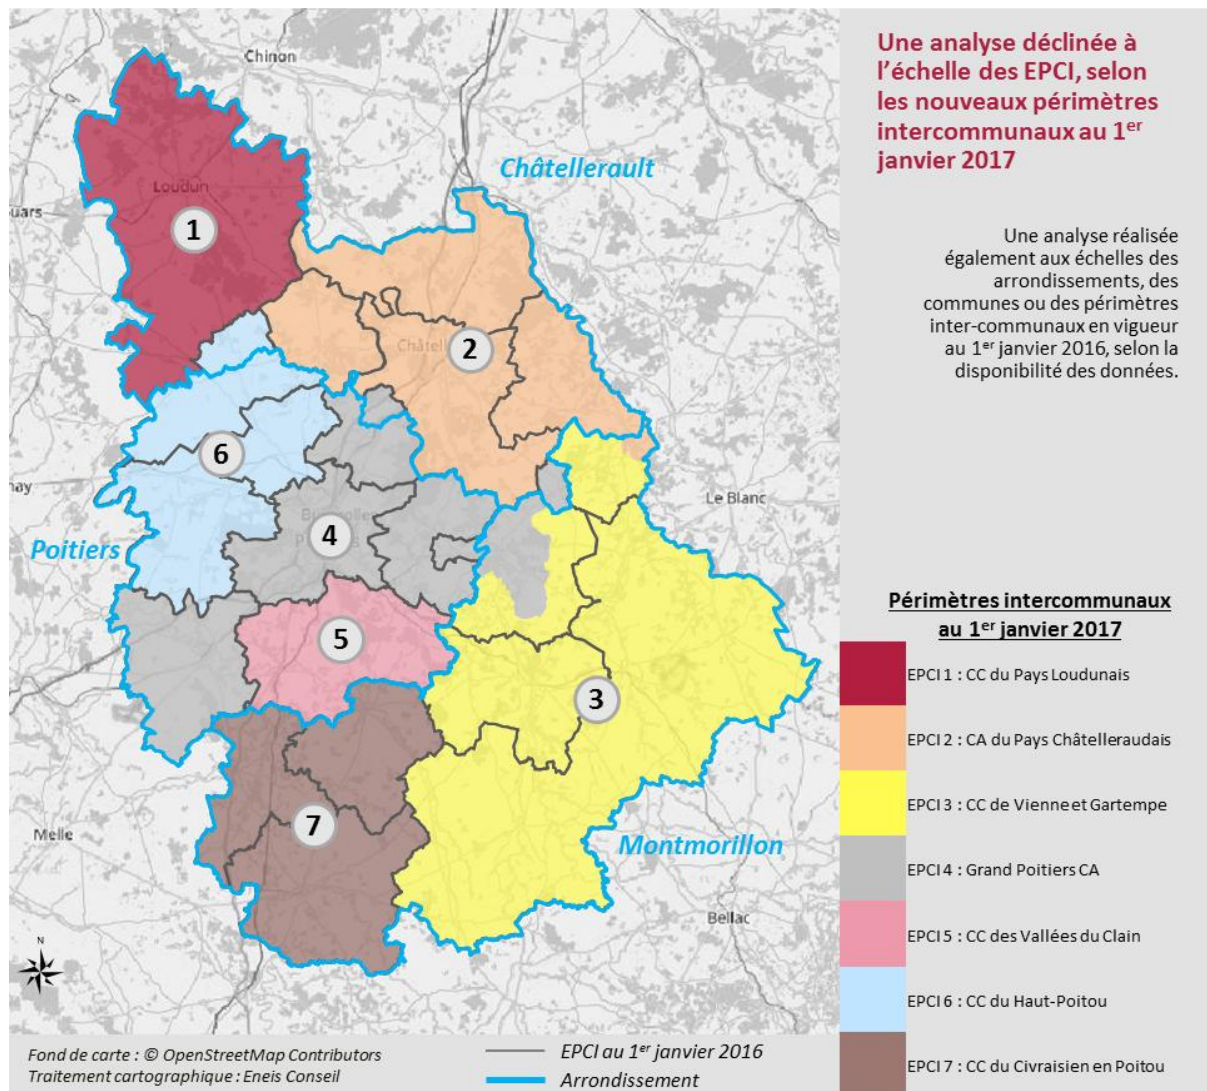 Chinon
Châtellerault
Loudun
ouars
1
2
6
nay
Le Blanc
4
Poitiers
5
3
7
Melle
Montmorillon
Bellac
N
Fond de carte : © OpenStreetMap Contributors
Traitement cartographique : Eneis Conseil
EPCI au 1er janvier 2016
Arrondissement
Une analyse déclinée à
l’échelle des EPCI, selon
les nouveaux périmètres
intercommunaux au 1er
janvier 2017
Une analyse réalisée
également aux échelles des
arrondissements, des
communes ou des périmètres
inter-communaux en vigueur
au 1er janvier 2016, selon la
disponibilité des données.
Périmètres intercommunaux
au 1er janvier 2017
EPCI 1 : CC du Pays Loudunais
EPCI 2 : CA du Pays Châtelleraudais
EPCI 3 : CC de Vienne et Gartempe
EPCI 4 : Grand Poitiers CA
EPCI 5 : CC des Vallées du Clain
EPCI 6 : CC du Haut-Poitou
EPCI 7 : CC du Civraisien en Poitou